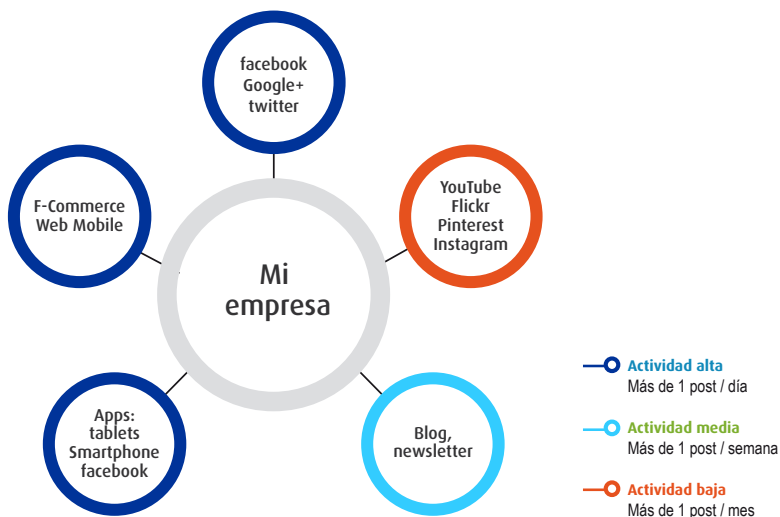 facebook
Google+
twitter
F-Commerce
Web Mobile
YouTube
Flickr
Pinterest
Instagram
Mi
empresa
Apps:
tablets
Smartphone
facebook
Blog,
newsletter
Actividad alta
Más de 1 post / día
Actividad media
Más de 1 post / semana
Actividad baja
Más de 1 post / mes